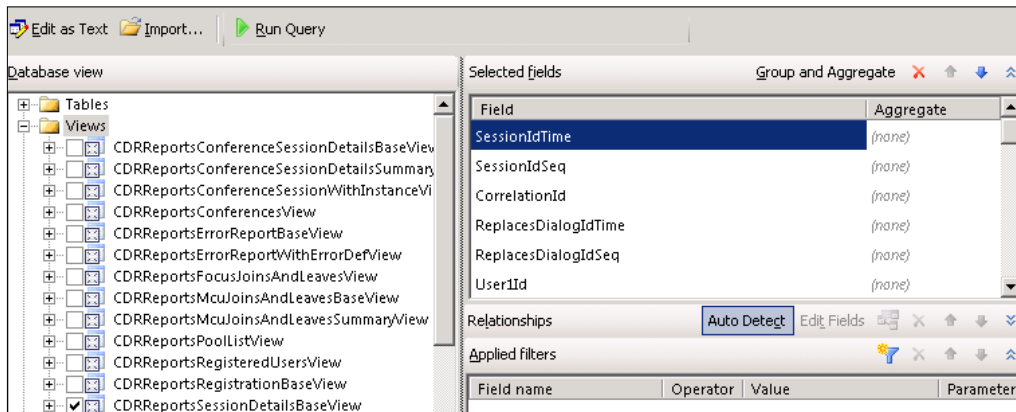 Edit as Text Import... Run Query
Database view
Tables
Views
CDRReportsConferenceSessionDetailsBaseView
CDRReportsConferenceSessionDetailsSummary
CDRReportsConferenceSessionWithInstanceVi
CDRReportsConferencesView
CDRReportsErrorReportBaseView
CDRReportsErrorReportWithErrorDefView
CDRReportsFocusJoinsAndLeavesView
CDRReportsMcuJoinsAndLeavesBaseView
CDRReportsMcuJoinsAndLeavesSummaryView
CDRReportsPoolListView
CDRReportsRegisteredUsersView
CDRReportsRegistrationBaseView
CDRReportsSessionDetailsBaseView
Selected fields Group and Aggregate
Field Aggregate
SessionIdTime (none)
SessionIdSeq (none)
CorrelationId (none)
ReplacesDialogIdTime (none)
ReplacesDialogIdSeq (none)
User1Id (none)
Relationships Auto Detect Edit Fields
Applied filters
Field name Operator Value Parameter